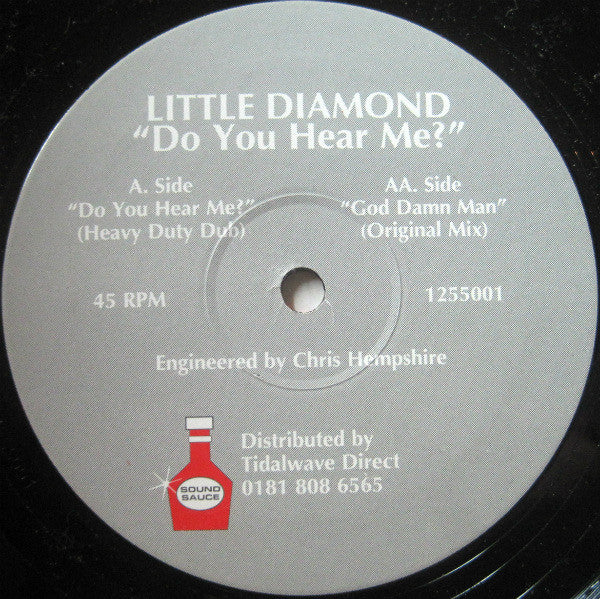 LITTLE DIAMOND
“Do You Hear Me?”
A. Side
“Do You Hear Me?”
(Heavy Duty Dub)
AA. Side
“God Damn Man”
(Original Mix)
45 RPM
1255001
Engineered by Chris Hempshire
SOUND
SAUCE
Distributed by
Tidalwave Direct
0181 808 6565